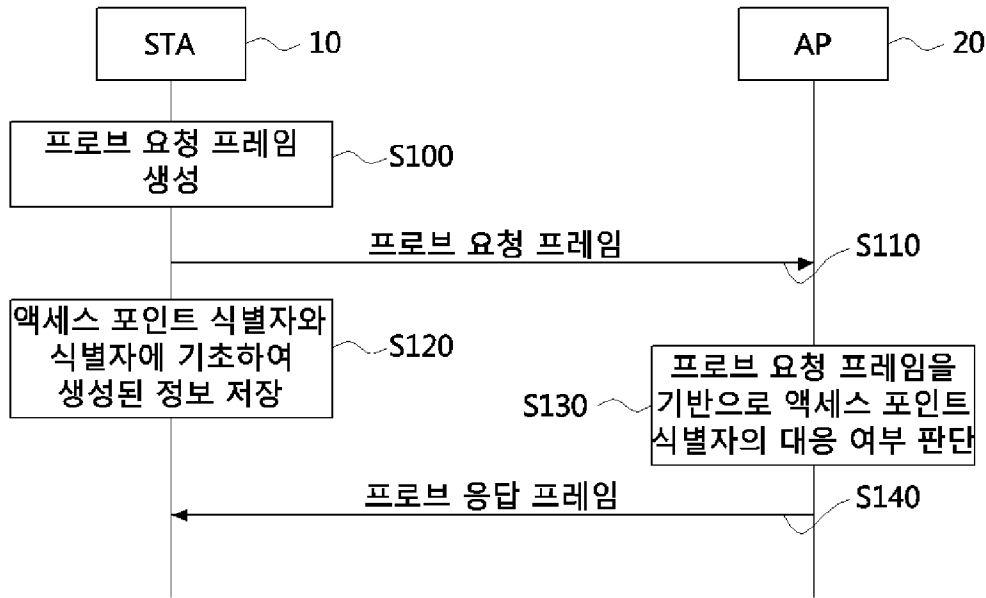 STA
10
AP
20
프로브 요청 프레임
생성
S100
프로브 요청 프레임
S110
액세스 포인트 식별자와
식별자에 기초하여
생성된 정보 저장
S120
프로브 요청 프레임을
기반으로 액세스 포인트
식별자의 대응 여부 판단
S130
프로브 응답 프레임
S140